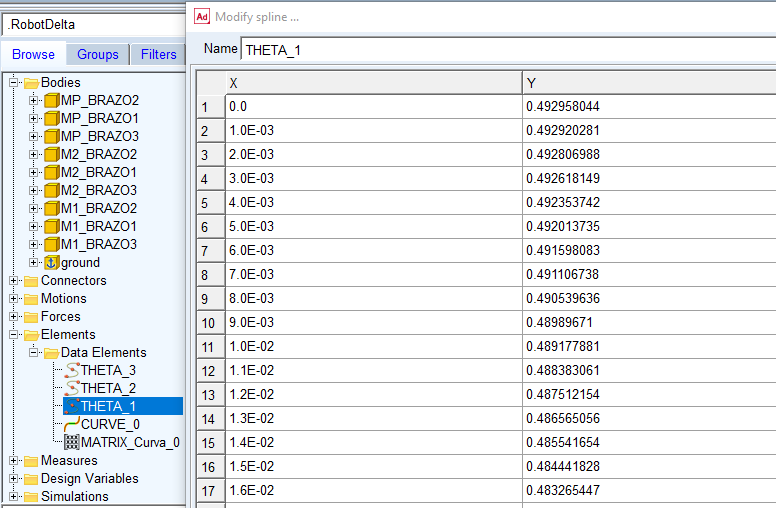 Ad Modify spline ...
.RobotDelta
Name THETA_1
Browse Groups Filters
Bodies
MP_BRAZO2
MP_BRAZO1
MP_BRAZO3
M2_BRAZO2
M2_BRAZO1
M2_BRAZO3
M1_BRAZO2
M1_BRAZO1
M1_BRAZO3
ground
Connectors
Motions
Forces
Elements
Data Elements
THETA_3
THETA_2
THETA_1
CURVE_0
MATRIX_Curva_0
Measures
Design Variables
Simulations
X Y
1 0.0 0.492958044
2 1.0E-03 0.492920281
3 2.0E-03 0.492806988
4 3.0E-03 0.492618149
5 4.0E-03 0.492353742
6 5.0E-03 0.492013735
7 6.0E-03 0.491598083
8 7.0E-03 0.491106738
9 8.0E-03 0.490539636
10 9.0E-03 0.48989671
11 1.0E-02 0.489177881
12 1.1E-02 0.488383061
13 1.2E-02 0.487512154
14 1.3E-02 0.486565056
15 1.4E-02 0.485541654
16 1.5E-02 0.484441828
17 1.6E-02 0.483265447